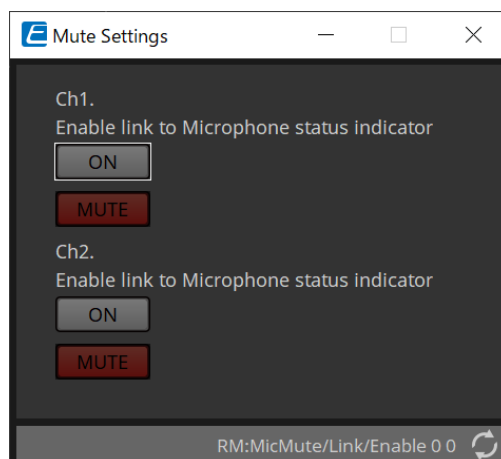 Mute Settings
Ch1.
Enable link to Microphone status indicator
ON
MUTE
Ch2.
Enable link to Microphone status indicator
ON
MUTE
RM:MicMute/Link/Enable 0 0